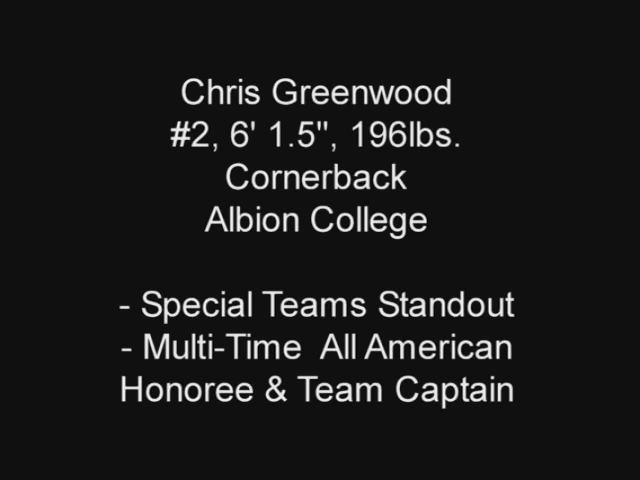 Chris Greenwood
#2, 6' 1.5", 196lbs.
Cornerback
Albion College
- Special Teams Standout
- Multi-Time  All American
Honoree & Team Captain